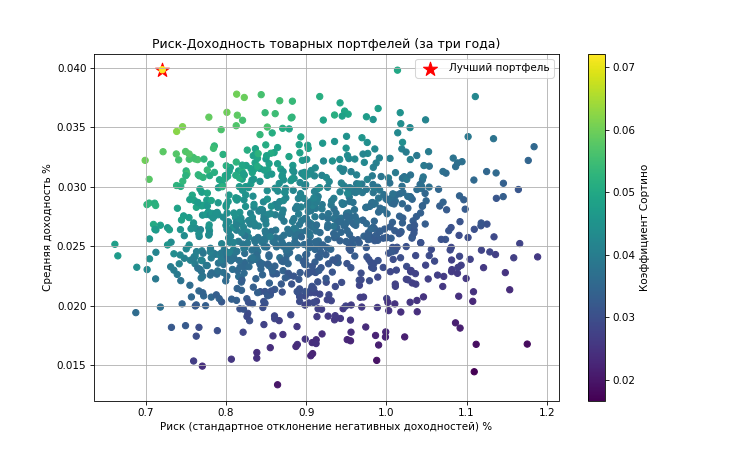 Риск-Доходность товарных портфелей (за три года)
Лучший портфель
0.040
0.035
0.030
0.025
0.020
0.015
Средняя доходность %
0.7 0.8 0.9 1.0 1.1 1.2
Риск (стандартное отклонение негативных доходностей) %
0.07
0.06
0.05
0.04
0.03
0.02
Коэффициент Сортино